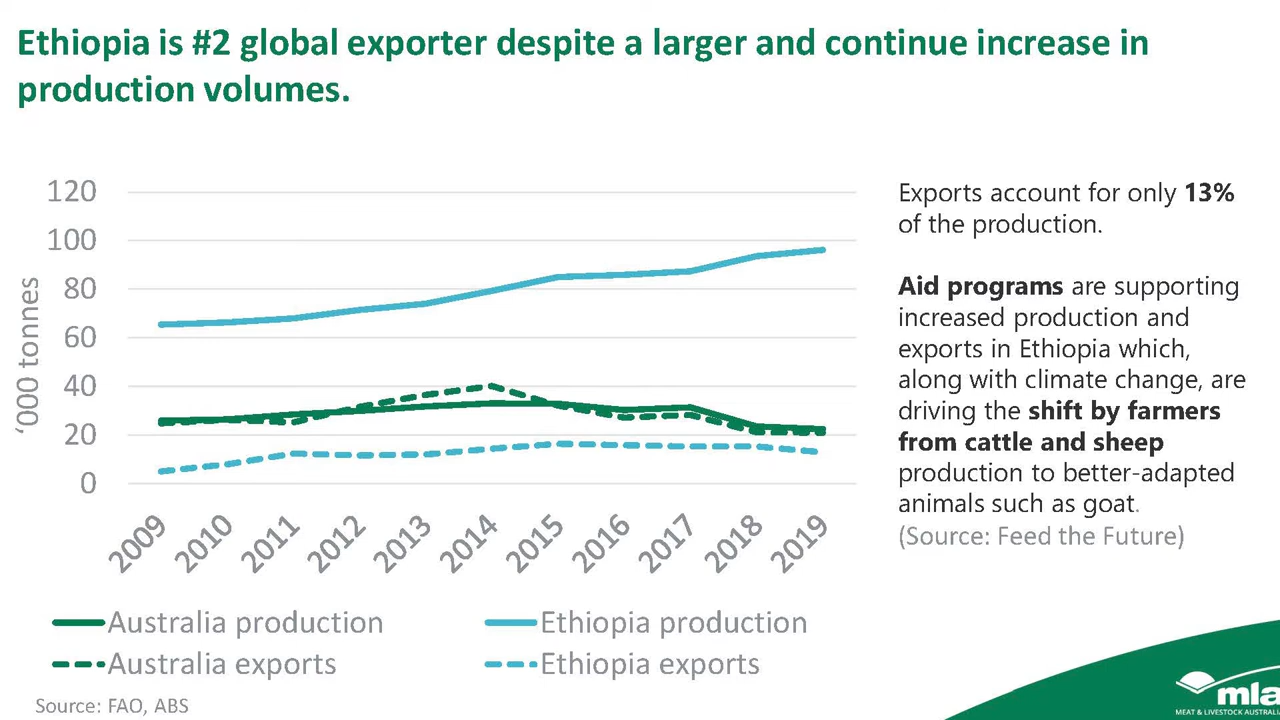 Ethiopia is #2 global exporter despite a larger and continue increase in
production volumes.
120
100
80
60
40
20
0
'000 tonnes
2009
2010
2011
2012
2013
2014
2015
2016
2017
2018
2019
Australia production
Ethiopia production
Australia exports
Ethiopia exports
Source: FAO, ABS
Exports account for only 13%
of the production.
Aid programs are supporting
increased production and
exports in Ethiopia which,
along with climate change, are
driving the shift by farmers
from cattle and sheep
production to better-adapted
animals such as goat.
(Source: Feed the Future)
mla
MEAT & LIVESTOCK AUSTRALI